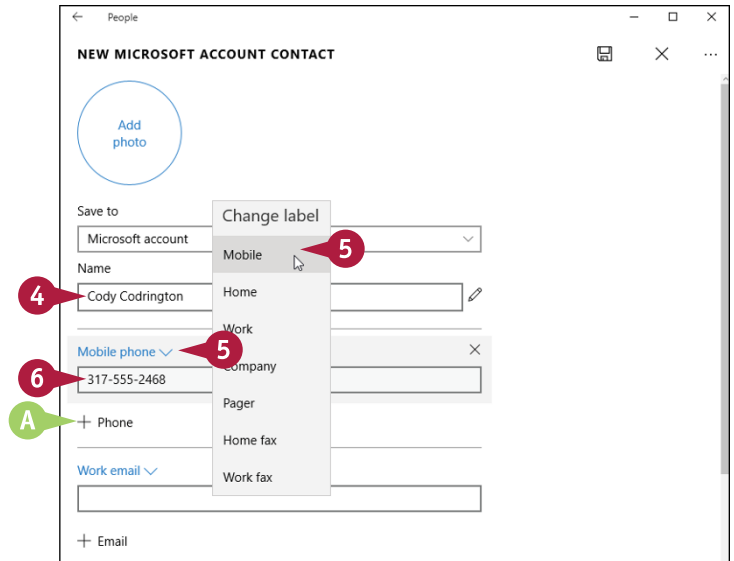 People
NEW MICROSOFT ACCOUNT CONTACT
Add
photo
Save to
Microsoft account
Name
4
Cody Codrington
Change label
Mobile
5
Home
Work
Company
Pager
Home fax
Work fax
Mobile phone
5
6
317-555-2468
A
+ Phone
Work email
+ Email